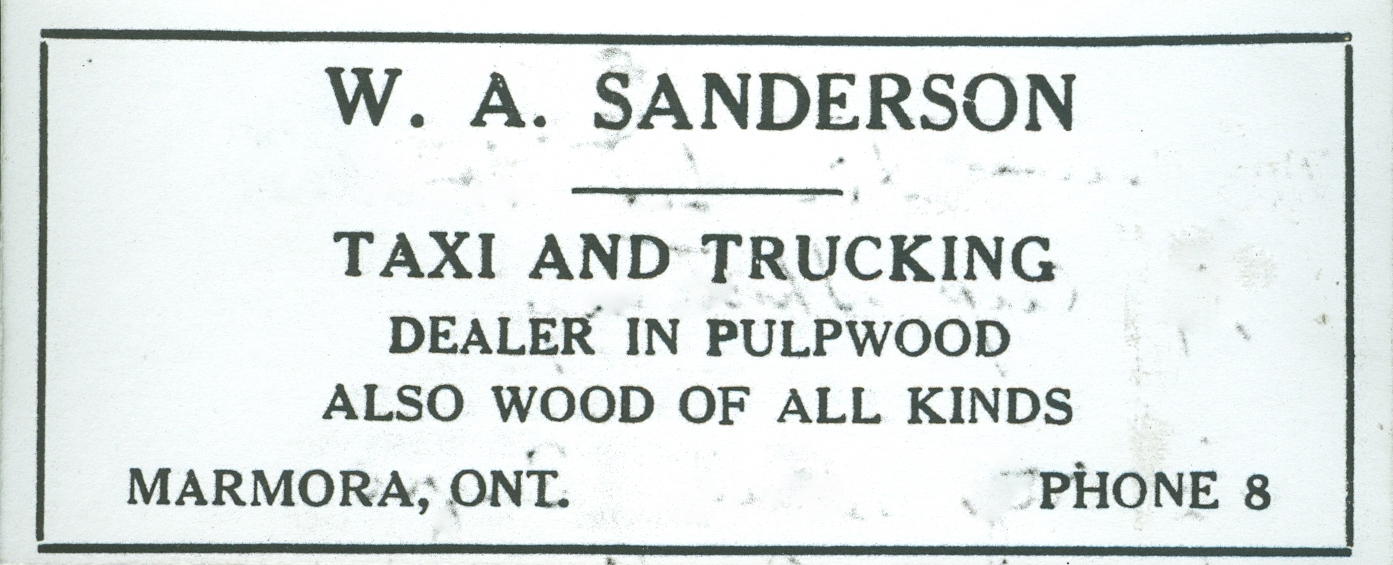 W. A. SANDERSON
TAXI AND TRUCKING
DEALER IN PULPWOOD
ALSO WOOD OF ALL KINDS
MARMORA, ONT. PHONE 8